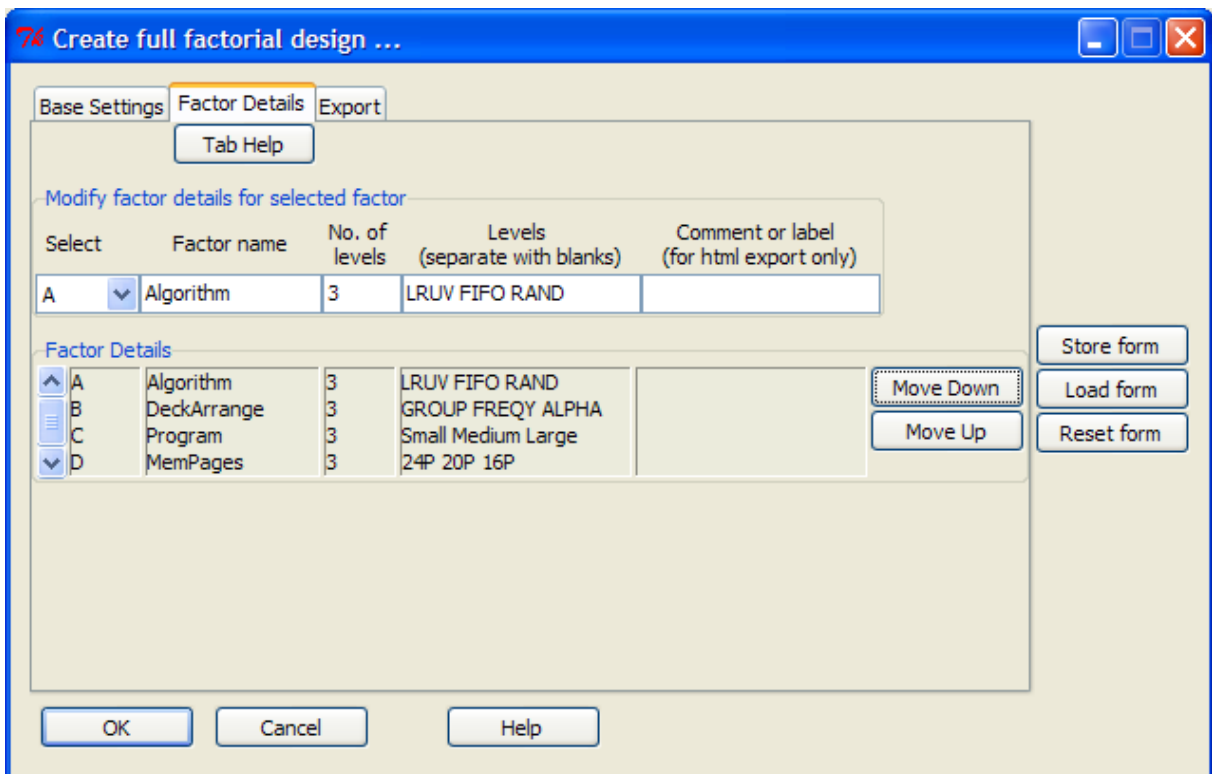 Create full factorial design ...
Base Settings Factor Details Export
Tab Help
Modify factor details for selected factor
Select Factor name No. of levels Levels (separate with blanks) Comment or label (for html export only)
A Algorithm 3 LRUV FIFO RAND
Factor Details
A Algorithm 3 LRUV FIFO RAND
B DeckArrange 3 GROUP FREQY ALPHA
C Program 3 Small Medium Large
D MemPages 3 24P 20P 16P
Move Down
Move Up
Store form
Load form
Reset form
OK Cancel Help